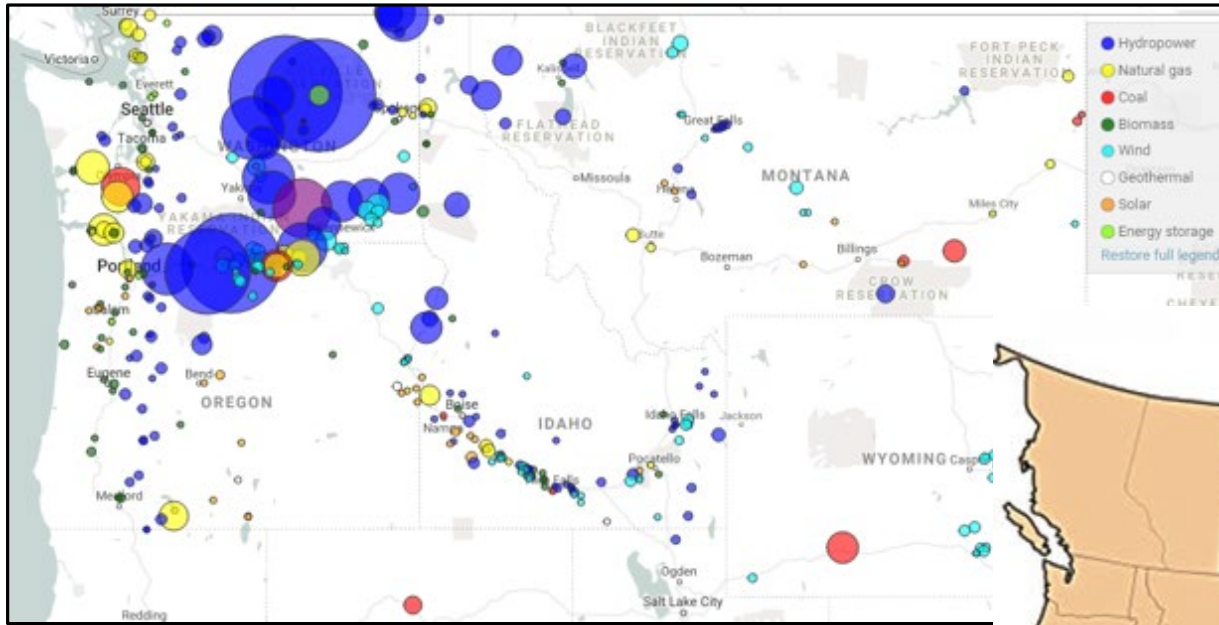 Surrey
Victoria
Everett
Seattle
Tacoma
WASHINGTON
Yakima
Portland
Salem
Eugene
Bend
OREGON
Medford
Redding
BLACKFEET
INDIAN
RESERVATION
Kalispell
FLATHEAD
RESERVATION
Great Falls
Missoula
MONTANA
Butte
Bozeman
Billings
Miles City
CROW
RESERVATION
FORT PECK
INDIAN
RESERVATION
Boise
IDAHO
Idaho Falls
Pocatello
Jackson
WYOMING
Ogden
Salt Lake City
Hydropower
Natural gas
Coal
Biomass
Wind
Geothermal
Solar
Energy storage
Restore full legend